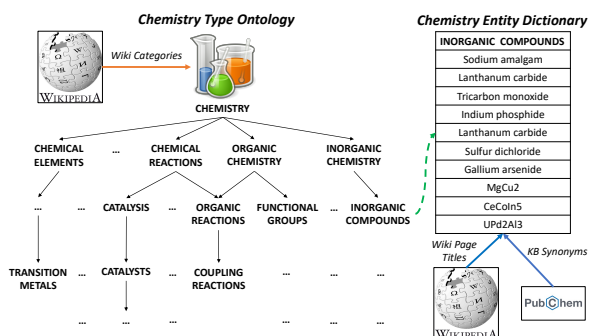 Chemistry Type Ontology
Wiki Categories
WIKIPEDIA
CHEMISTRY
CHEMICAL ELEMENTS
...
CHEMICAL REACTIONS
ORGANIC CHEMISTRY
INORGANIC CHEMISTRY
... ... CATALYSIS ... ORGANIC REACTIONS FUNCTIONAL GROUPS ... INORGANIC COMPOUNDS
TRANSITION METALS ... CATALYSTS ... COUPLING REACTIONS ... ... ...
... ... ... ... ... ...
Chemistry Entity Dictionary
INORGANIC COMPOUNDS
Sodium amalgam
Lanthanum carbide
Tricarbon monoxide
Indium phosphide
Lanthanum carbide
Sulfur dichloride
Gallium arsenide
MgCu2
CeCoIn5
UPd2Al3
Wiki Page
Titles
KB Synonyms
WIKIPEDIA
PubChem